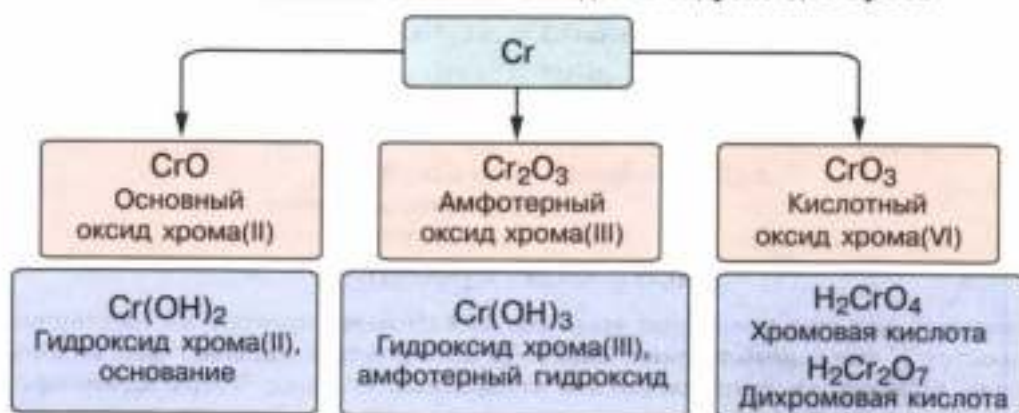 Cr
CrO
Основный
оксид хрома(II)
Cr₂O₃
Амфотерный
оксид хрома(III)
CrO₃
Кислотный
оксид хрома(VI)
Cr(OH)₂
Гидроксид хрома(II),
основание
Cr(OH)₃
Гидроксид хрома(III),
амфотерный гидроксид
H₂CrO₄
Хромовая кислота
H₂Cr₂O₇
Дихромовая кислота